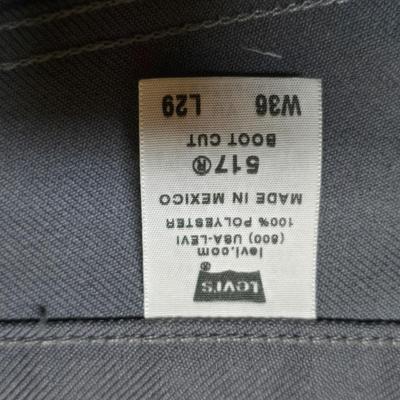 Levi's ®
levi.com
(800) USA-LEVI
100% POLYESTER
MADE IN MEXICO
517®
BOOT CUT
W36 L29